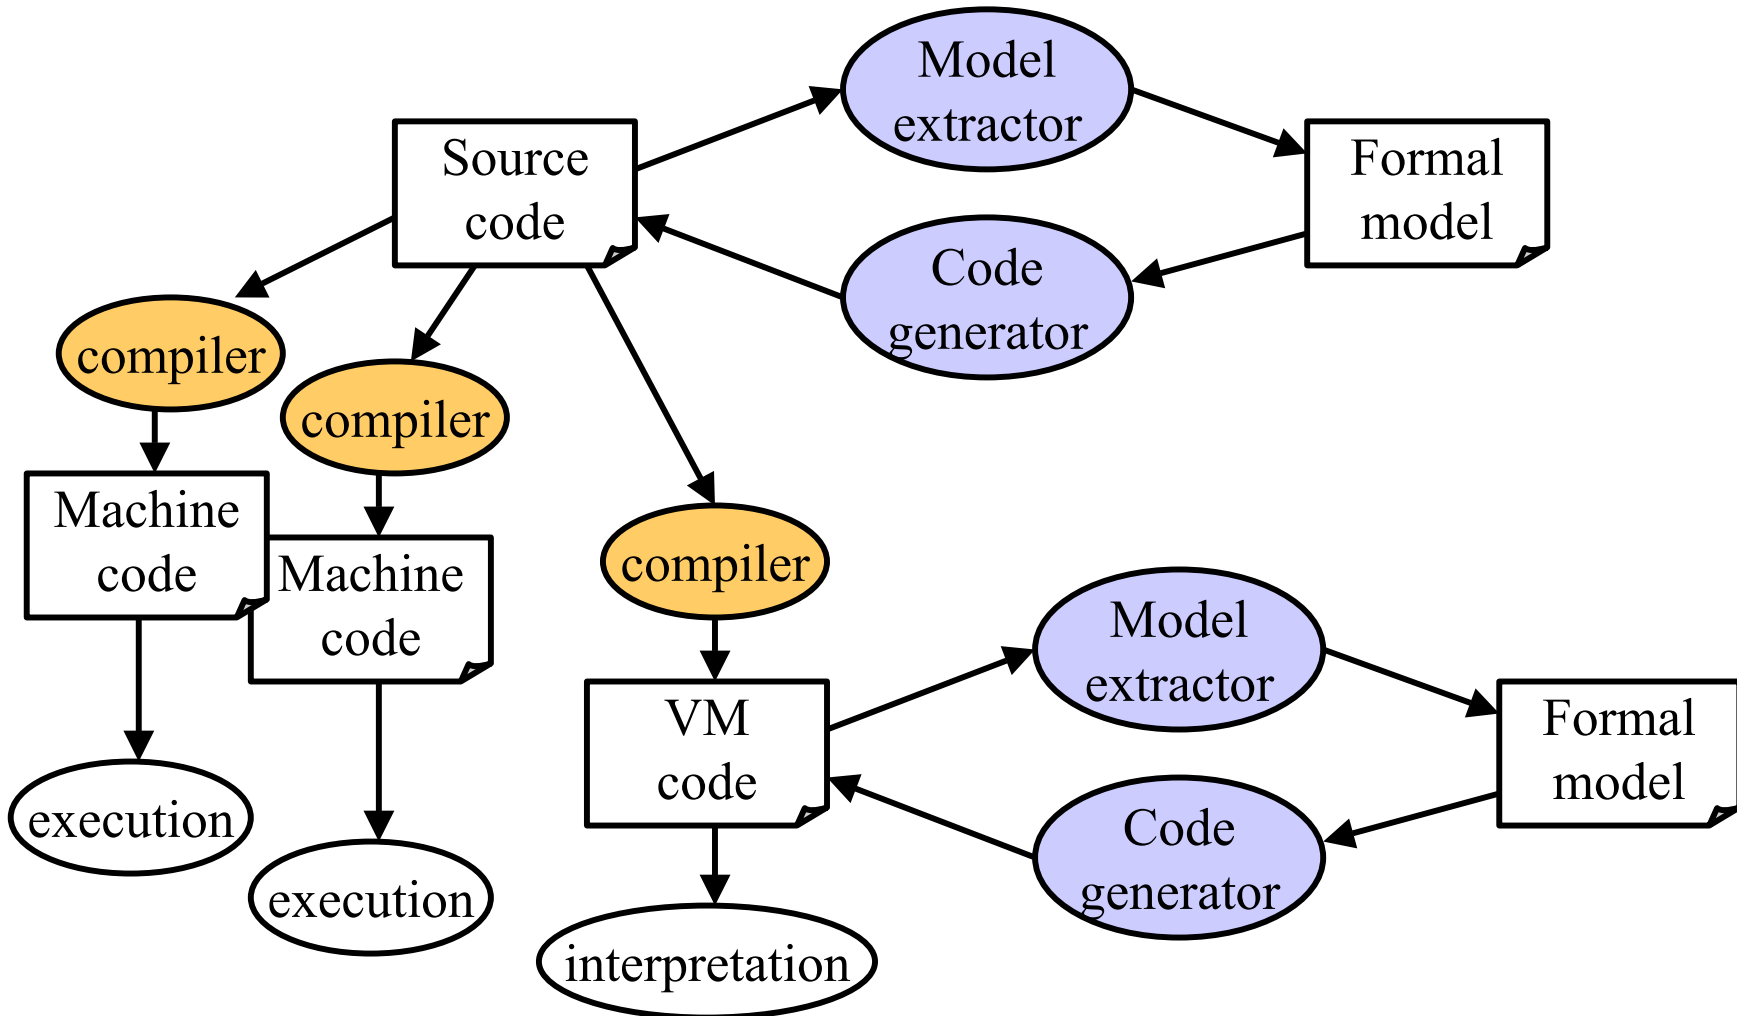 Model
extractor
Source
code
Formal
model
Code
generator
compiler
compiler
Machine
code
Machine
code
compiler
Model
extractor
VM
code
Formal
model
Code
generator
execution
execution
interpretation